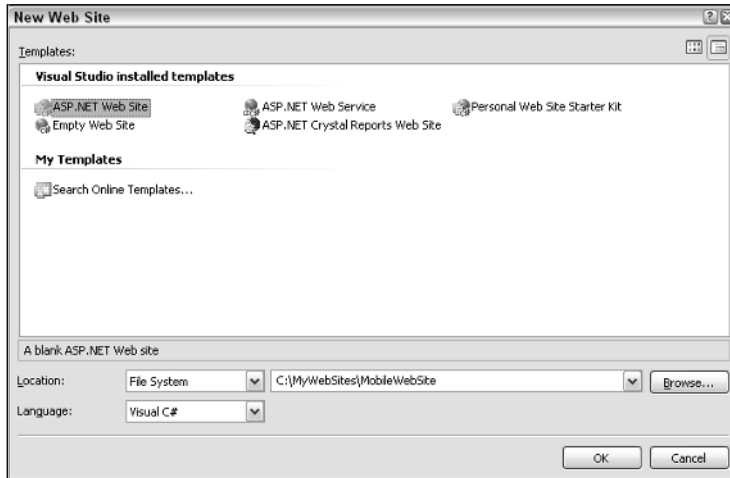 New Web Site
Templates:
Visual Studio installed templates
ASP.NET Web Site ASP.NET Web Service Personal Web Site Starter Kit
Empty Web Site ASP.NET Crystal Reports Web Site
My Templates
Search Online Templates...
A blank ASP.NET Web site
Location: File System C:\MyWebSites\MobileWebSite Browse...
Language: Visual C#
OK Cancel